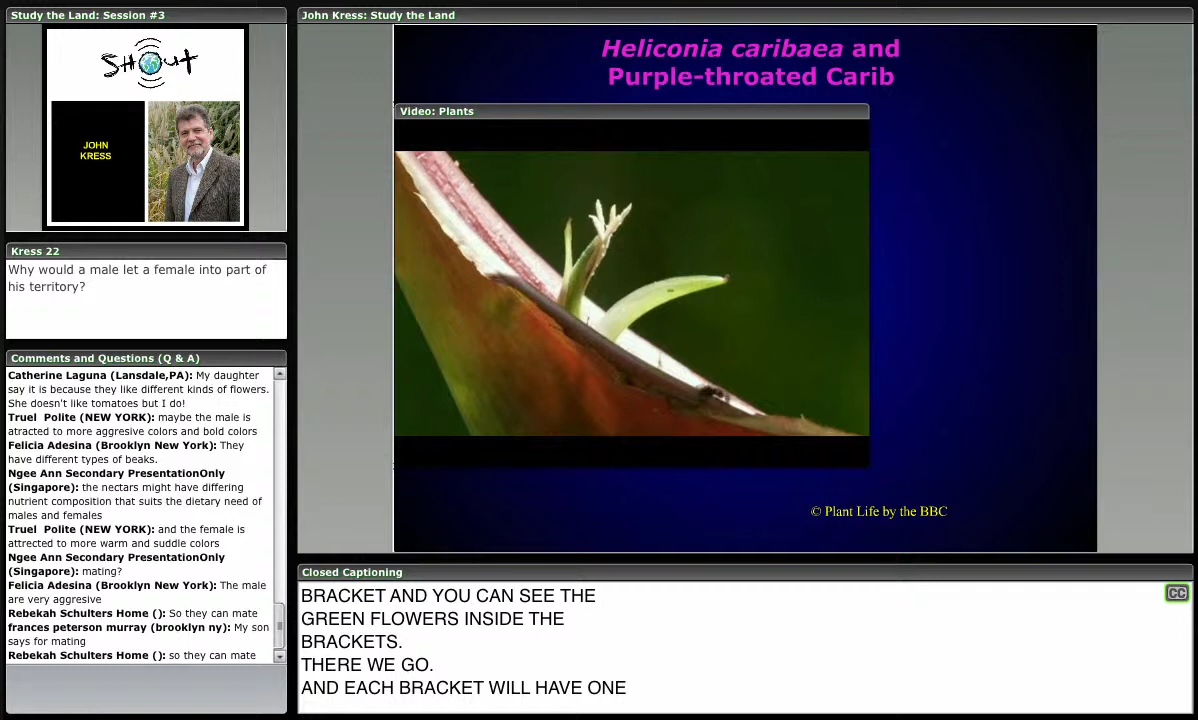 Study the Land: Session #3
SHOUT
JOHN
KRESS
Kress 22
Why would a male let a female into part of
his territory?
Comments and Questions (Q & A)
Catherine Laguna (Lansdale,PA): My daughter
say it is because they like different kinds of flowers.
She doesn't like tomatoes but I do!
Truel Polite (NEW YORK): maybe the male is
atracted to more aggresive colors and bold colors
Felicia Adesina (Brooklyn New York): They
have different types of beaks.
Ngee Ann Secondary PresentationOnly
(Singapore): the nectars might have differing
nutrient composition that suits the dietary need of
males and females
Truel Polite (NEW YORK): and the female is
attrected to more warm and suddle colors
Ngee Ann Secondary PresentationOnly
(Singapore): mating?
Felicia Adesina (Brooklyn New York): The male
are very aggresive
Rebekah Schulters Home (): So they can mate
frances peterson murray (brooklyn ny): My son
says for mating
Rebekah Schulters Home (): so they can mate
John Kress: Study the Land
Heliconia caribaea and
Purple-throated Carib
Video: Plants
© Plant Life by the BBC
Closed Captioning
CC
BRACKET AND YOU CAN SEE THE
GREEN FLOWERS INSIDE THE
BRACKETS.
THERE WE GO.
AND EACH BRACKET WILL HAVE ONE